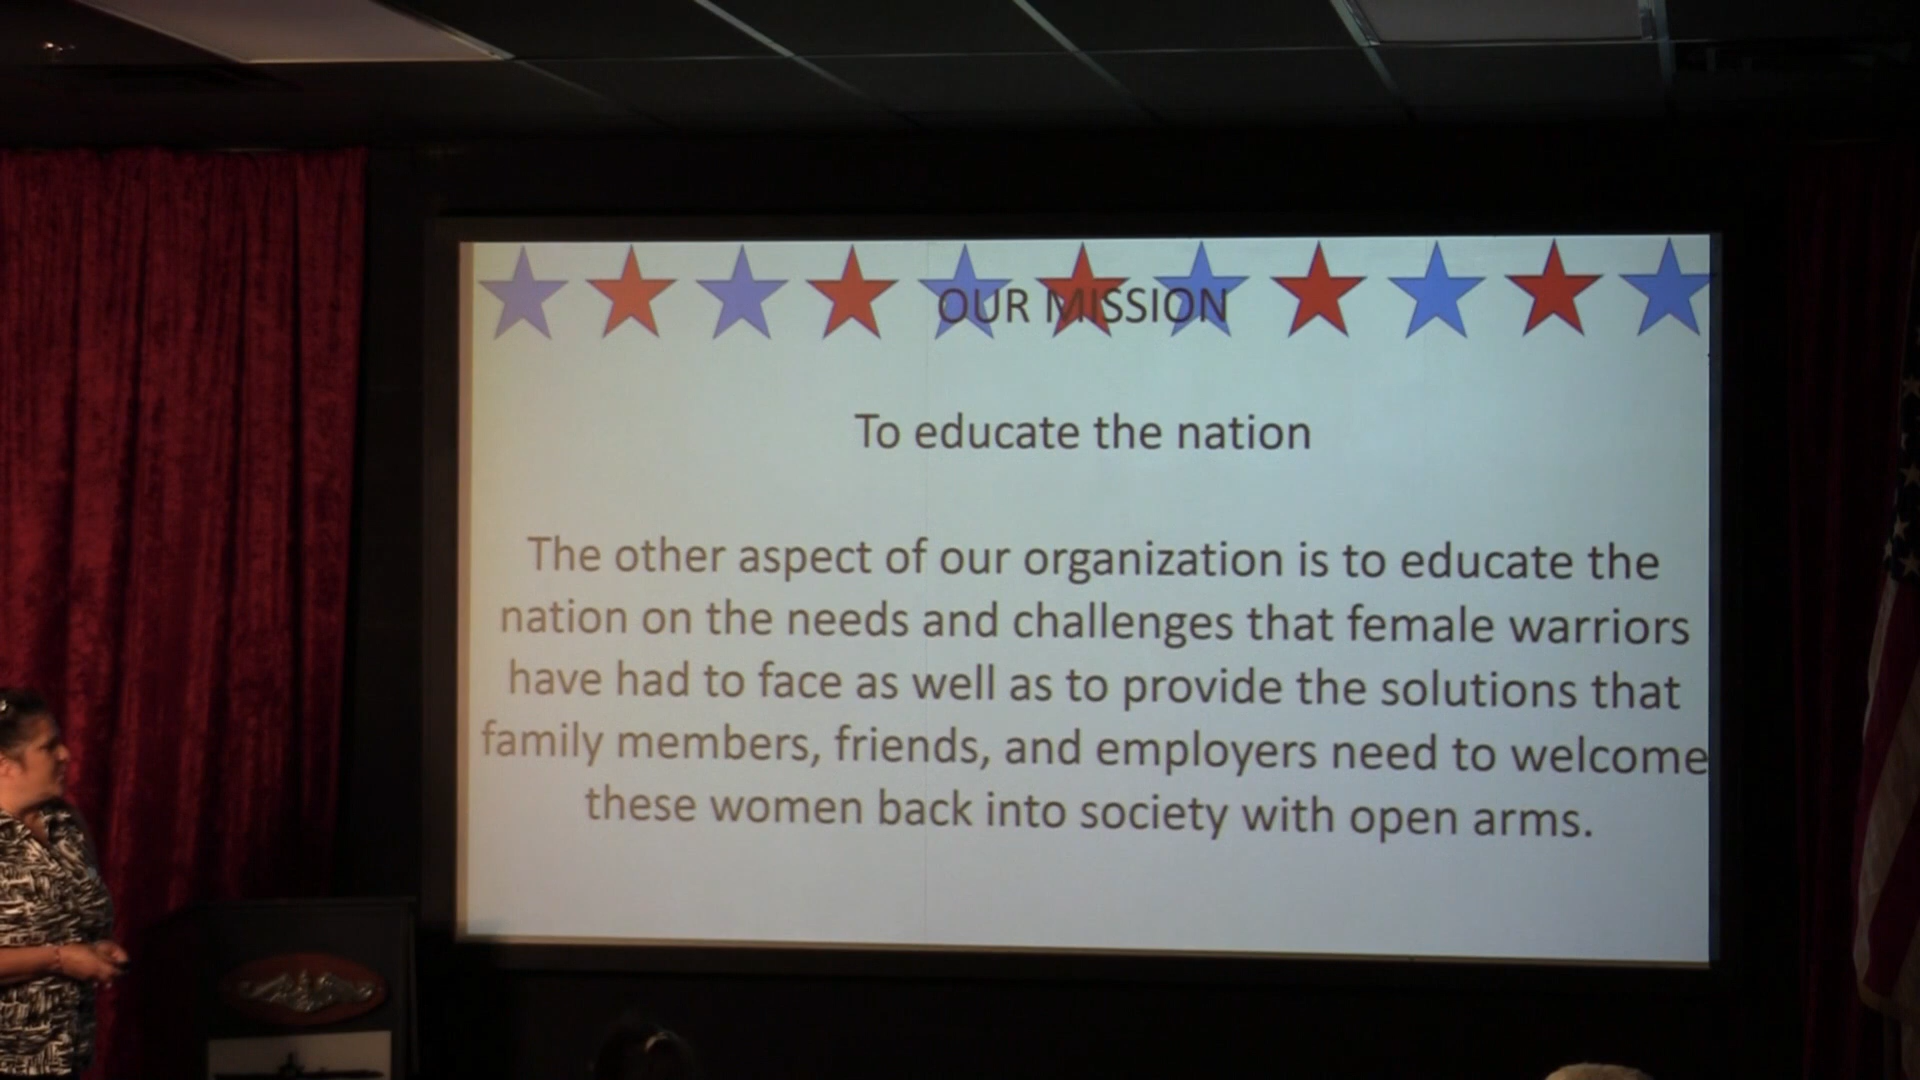 OUR MISSION
To educate the nation
The other aspect of our organization is to educate the
nation on the needs and challenges that female warriors
have had to face as well as to provide the solutions that
family members, friends, and employers need to welcome
these women back into society with open arms.